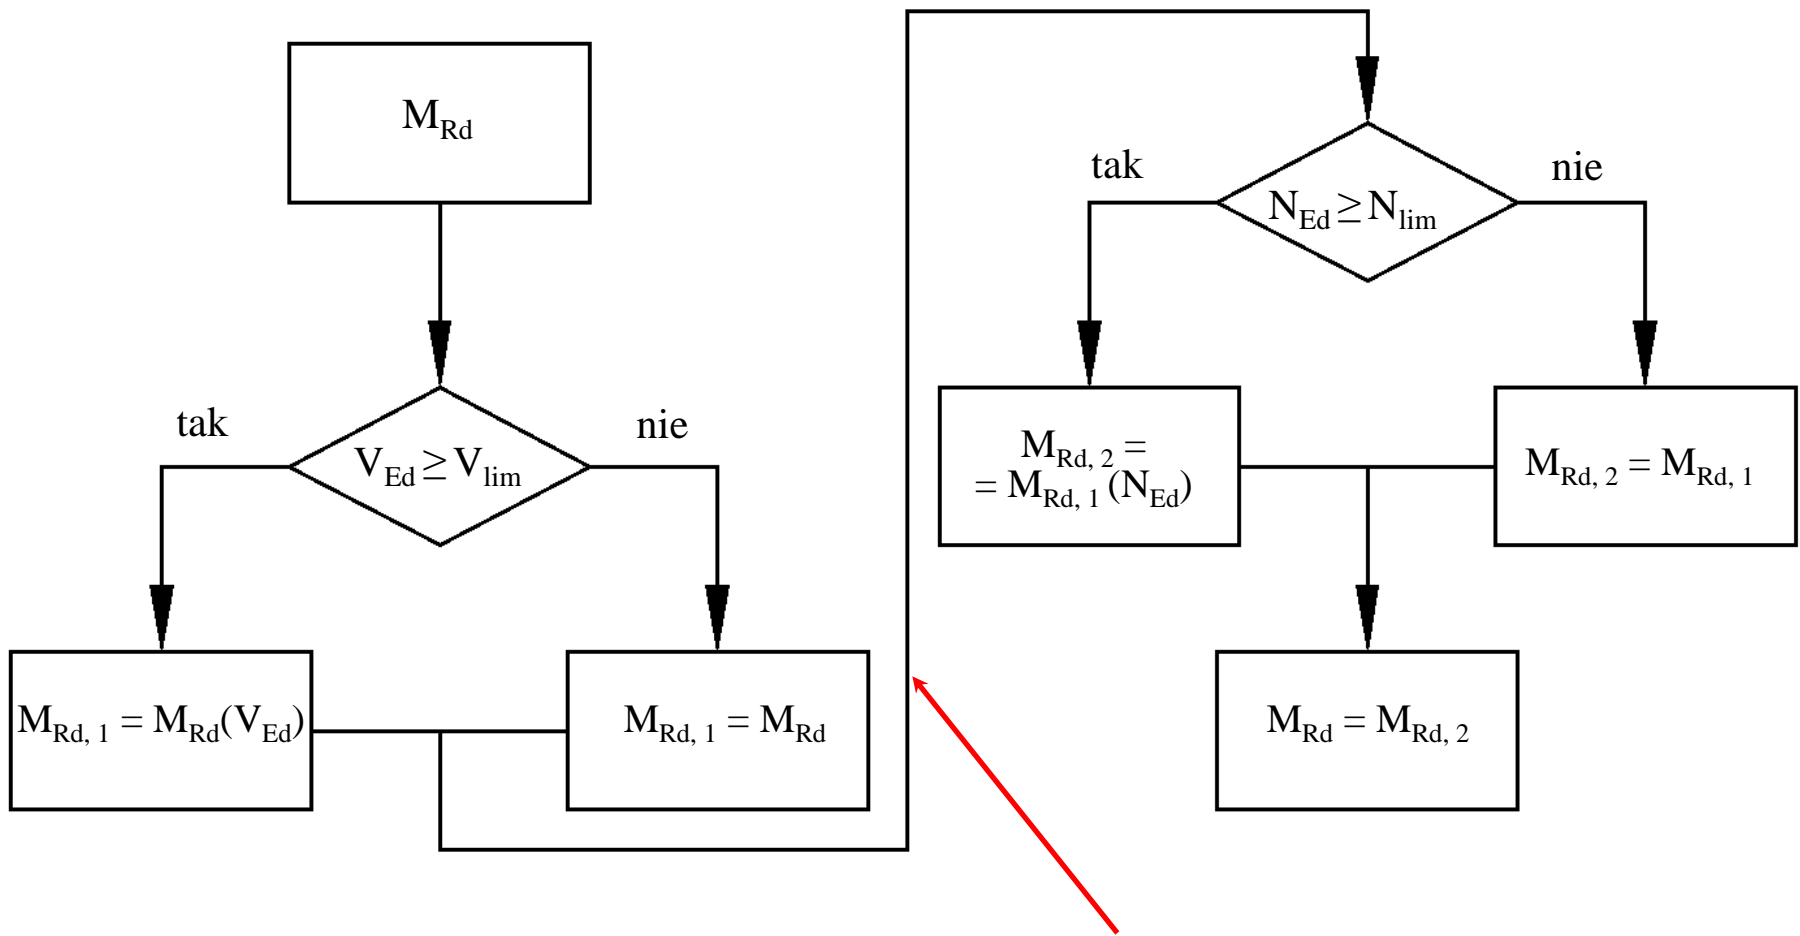 M_Rd
tak
nie
V_Ed ≥ V_lim
M_Rd, 1 = M_Rd(V_Ed)
M_Rd, 1 = M_Rd
tak
nie
N_Ed ≥ N_lim
M_Rd, 2 =
= M_Rd, 1 (N_Ed)
M_Rd, 2 = M_Rd, 1
M_Rd = M_Rd, 2